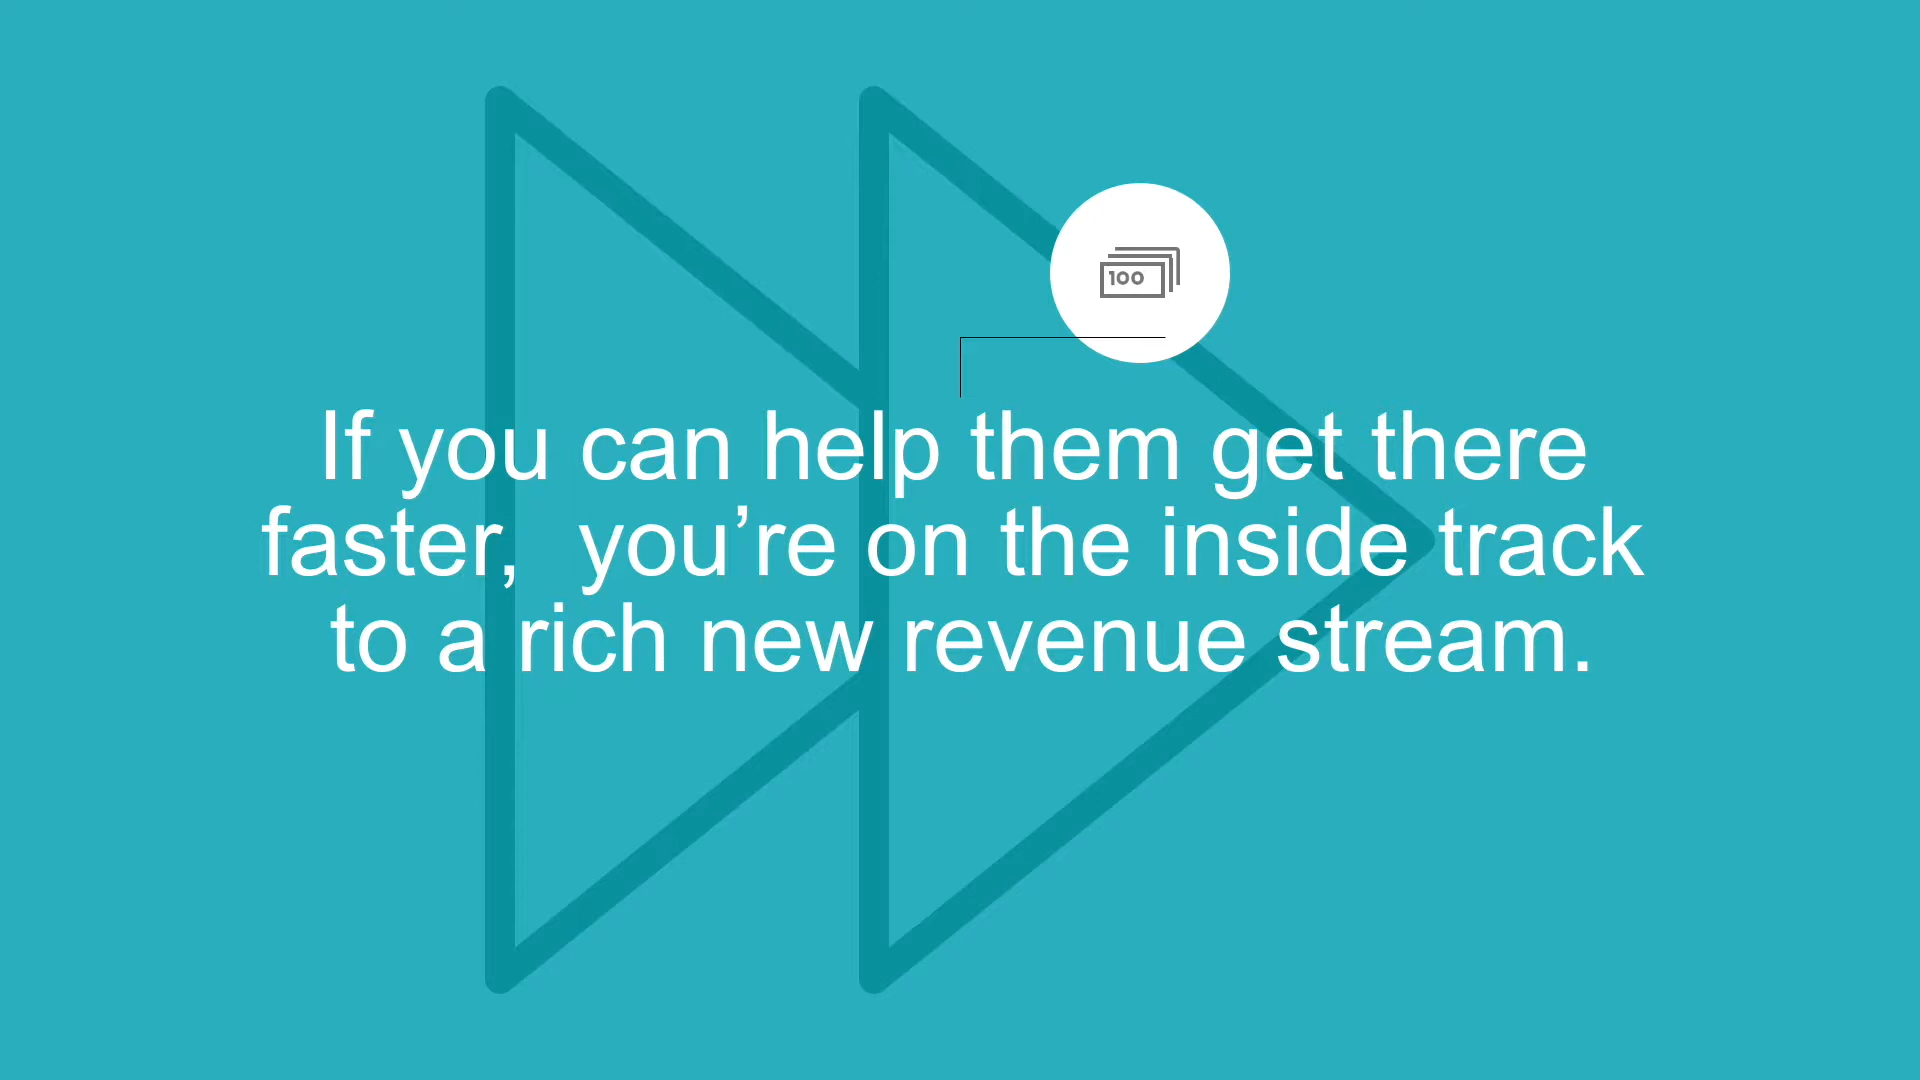 100
If you can help them get there
faster,  you’re on the inside track
to a rich new revenue stream.